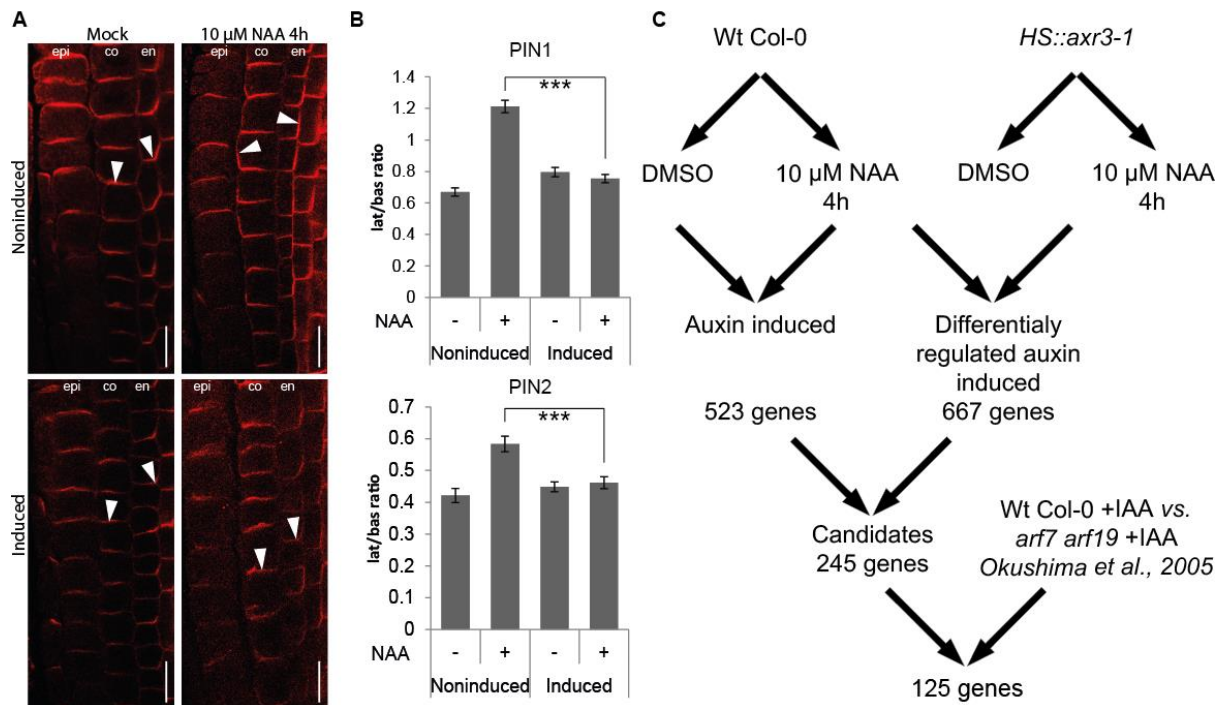 A
Mock
10 µM NAA 4h
epi co en
epi co en
Noninduced
epi co en
epi co en
Induced
B
PIN1
lat/bas ratio
1.4
1.2
1
0.8
0.6
0.4
0.2
0
***
NAA - + - +
Noninduced Induced
PIN2
lat/bas ratio
0.7
0.6
0.5
0.4
0.3
0.2
0.1
0
***
NAA - + - +
Noninduced Induced
C
Wt Col-0
HS::axr3-1
DMSO
10 µM NAA
4h
DMSO
10 µM NAA
4h
Auxin induced
Differentialy
regulated auxin
induced
523 genes
667 genes
Candidates
245 genes
Wt Col-0 +IAA vs.
arf7 arf19 +IAA
Okushima et al., 2005
125 genes